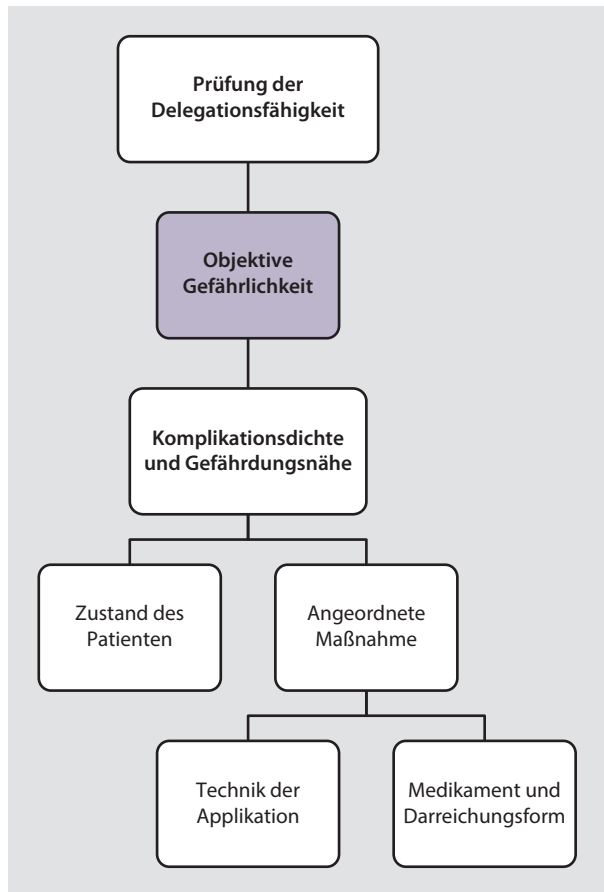 Prüfung der
Delegationsfähigkeit
Objektive
Gefährlichkeit
Komplikationsdichte
und Gefährdungsnähe
Zustand des
Patienten
Angeordnete
Maßnahme
Technik der
Applikation
Medikament und
Darreichungsform